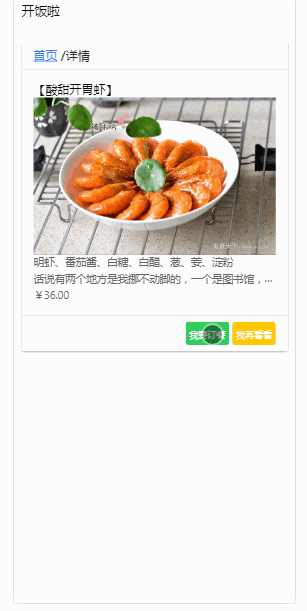 开饭啦
首页 /详情
【酸甜开胃虾】
明虾、番茄酱、白糖、白醋、葱、姜、淀粉
话说有两个地方是我挪不动脚的，一个是图书馆，...
￥36.00
我要订餐 我再看看